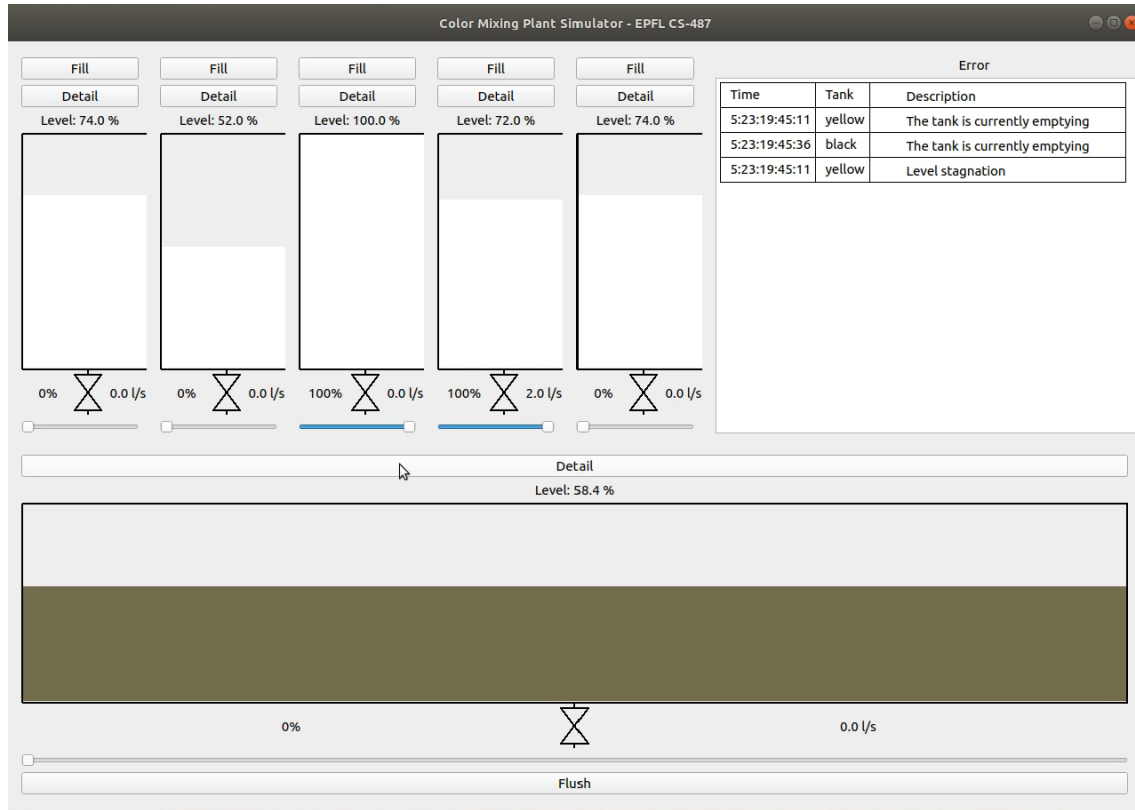 Color Mixing Plant Simulator - EPFL CS-487
Fill Fill Fill Fill Fill
Detail Detail Detail Detail Detail
Level: 74.0 % Level: 52.0 % Level: 100.0 % Level: 72.0 % Level: 74.0 %
0% 0.0 l/s 0% 0.0 l/s 100% 0.0 l/s 100% 2.0 l/s 0% 0.0 l/s
Error
Time Tank Description
5:23:19:45:11 yellow The tank is currently emptying
5:23:19:45:36 black The tank is currently emptying
5:23:19:45:11 yellow Level stagnation
Detail
Level: 58.4 %
0% 0.0 l/s
Flush